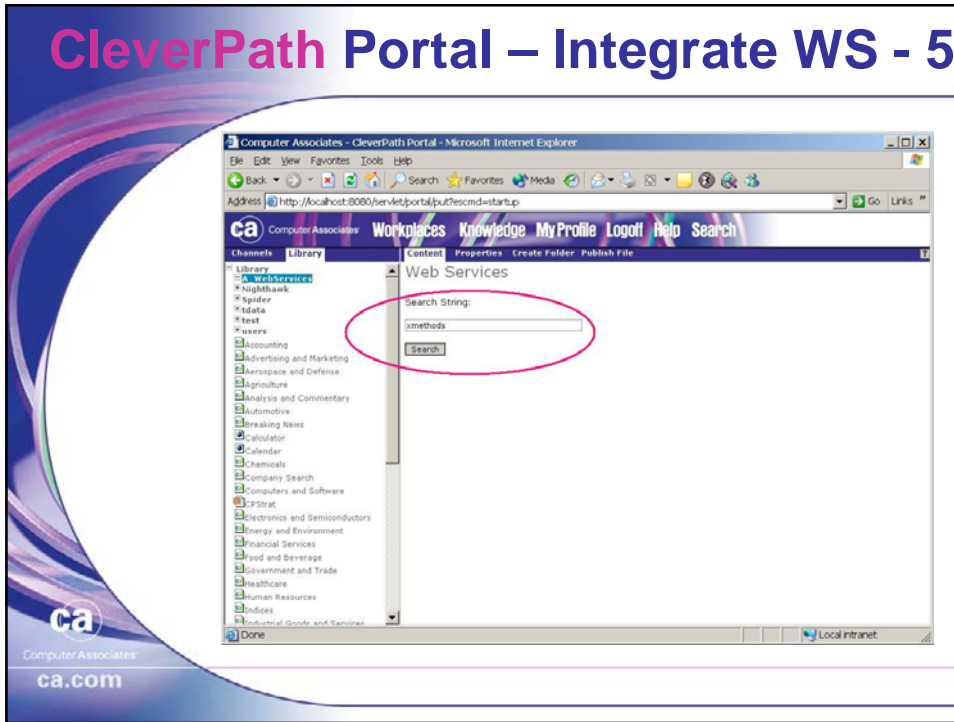 CleverPath Portal – Integrate WS - 5
Computer Associates - CleverPath Portal - Microsoft Internet Explorer
File Edit View Favorites Tools Help
Back Search Favorites Media
Address http://localhost:8080/servlet/portal/put?escmd=startup Go Links »
ca Computer Associates Workplaces Knowledge My Profile Logoff Help Search
Channels Library Content Properties Create Folder Publish File ?
Library
A_WebServices
Nighthawk
Spider
tdata
test
users
Accounting
Advertising and Marketing
Aerospace and Defense
Agriculture
Analysis and Commentary
Automotive
Breaking News
Calculator
Calendar
Chemicals
Company Search
Computers and Software
CPStrat
Electronics and Semiconductors
Energy and Environment
Financial Services
Food and Beverage
Government and Trade
Healthcare
Human Resources
Indices
Industrial Goods and Services
Web Services
Search String:
xmethods
Search
Done Local intranet
ca
Computer Associates™
ca.com